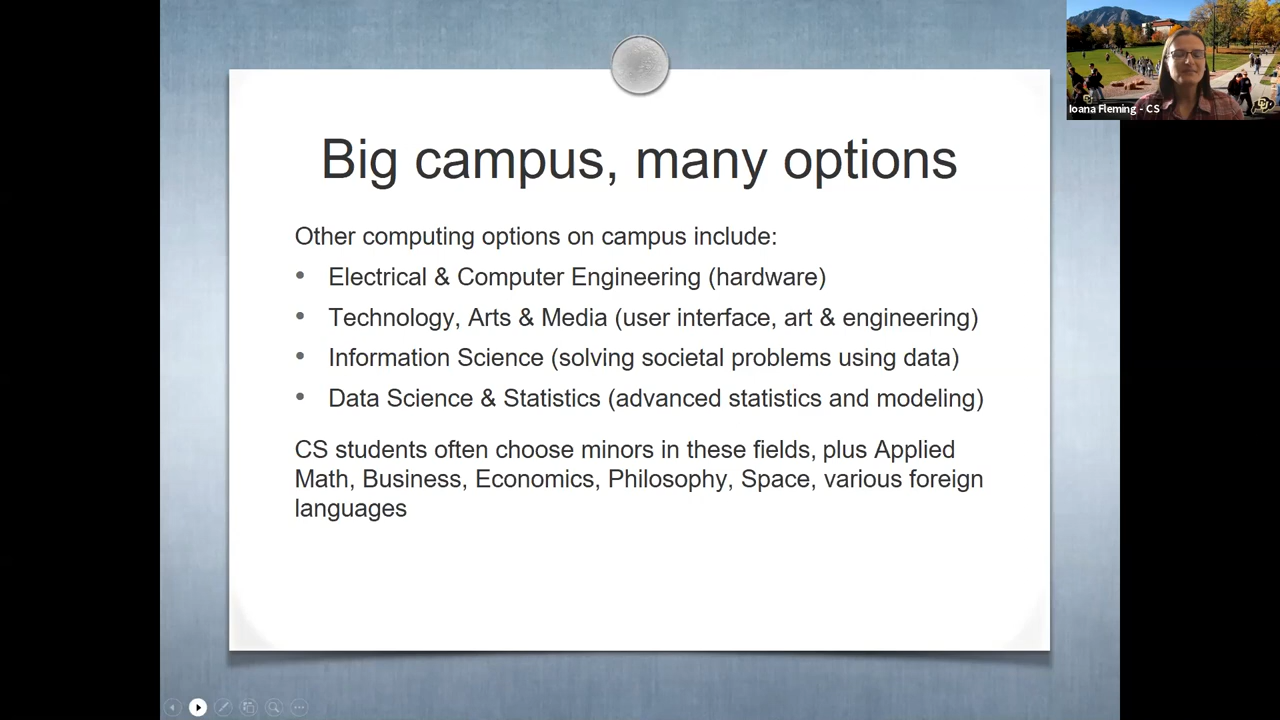 Big campus, many options
Other computing options on campus include:
• Electrical & Computer Engineering (hardware)
• Technology, Arts & Media (user interface, art & engineering)
• Information Science (solving societal problems using data)
• Data Science & Statistics (advanced statistics and modeling)
CS students often choose minors in these fields, plus Applied
Math, Business, Economics, Philosophy, Space, various foreign
languages
Ioana Fleming - CS